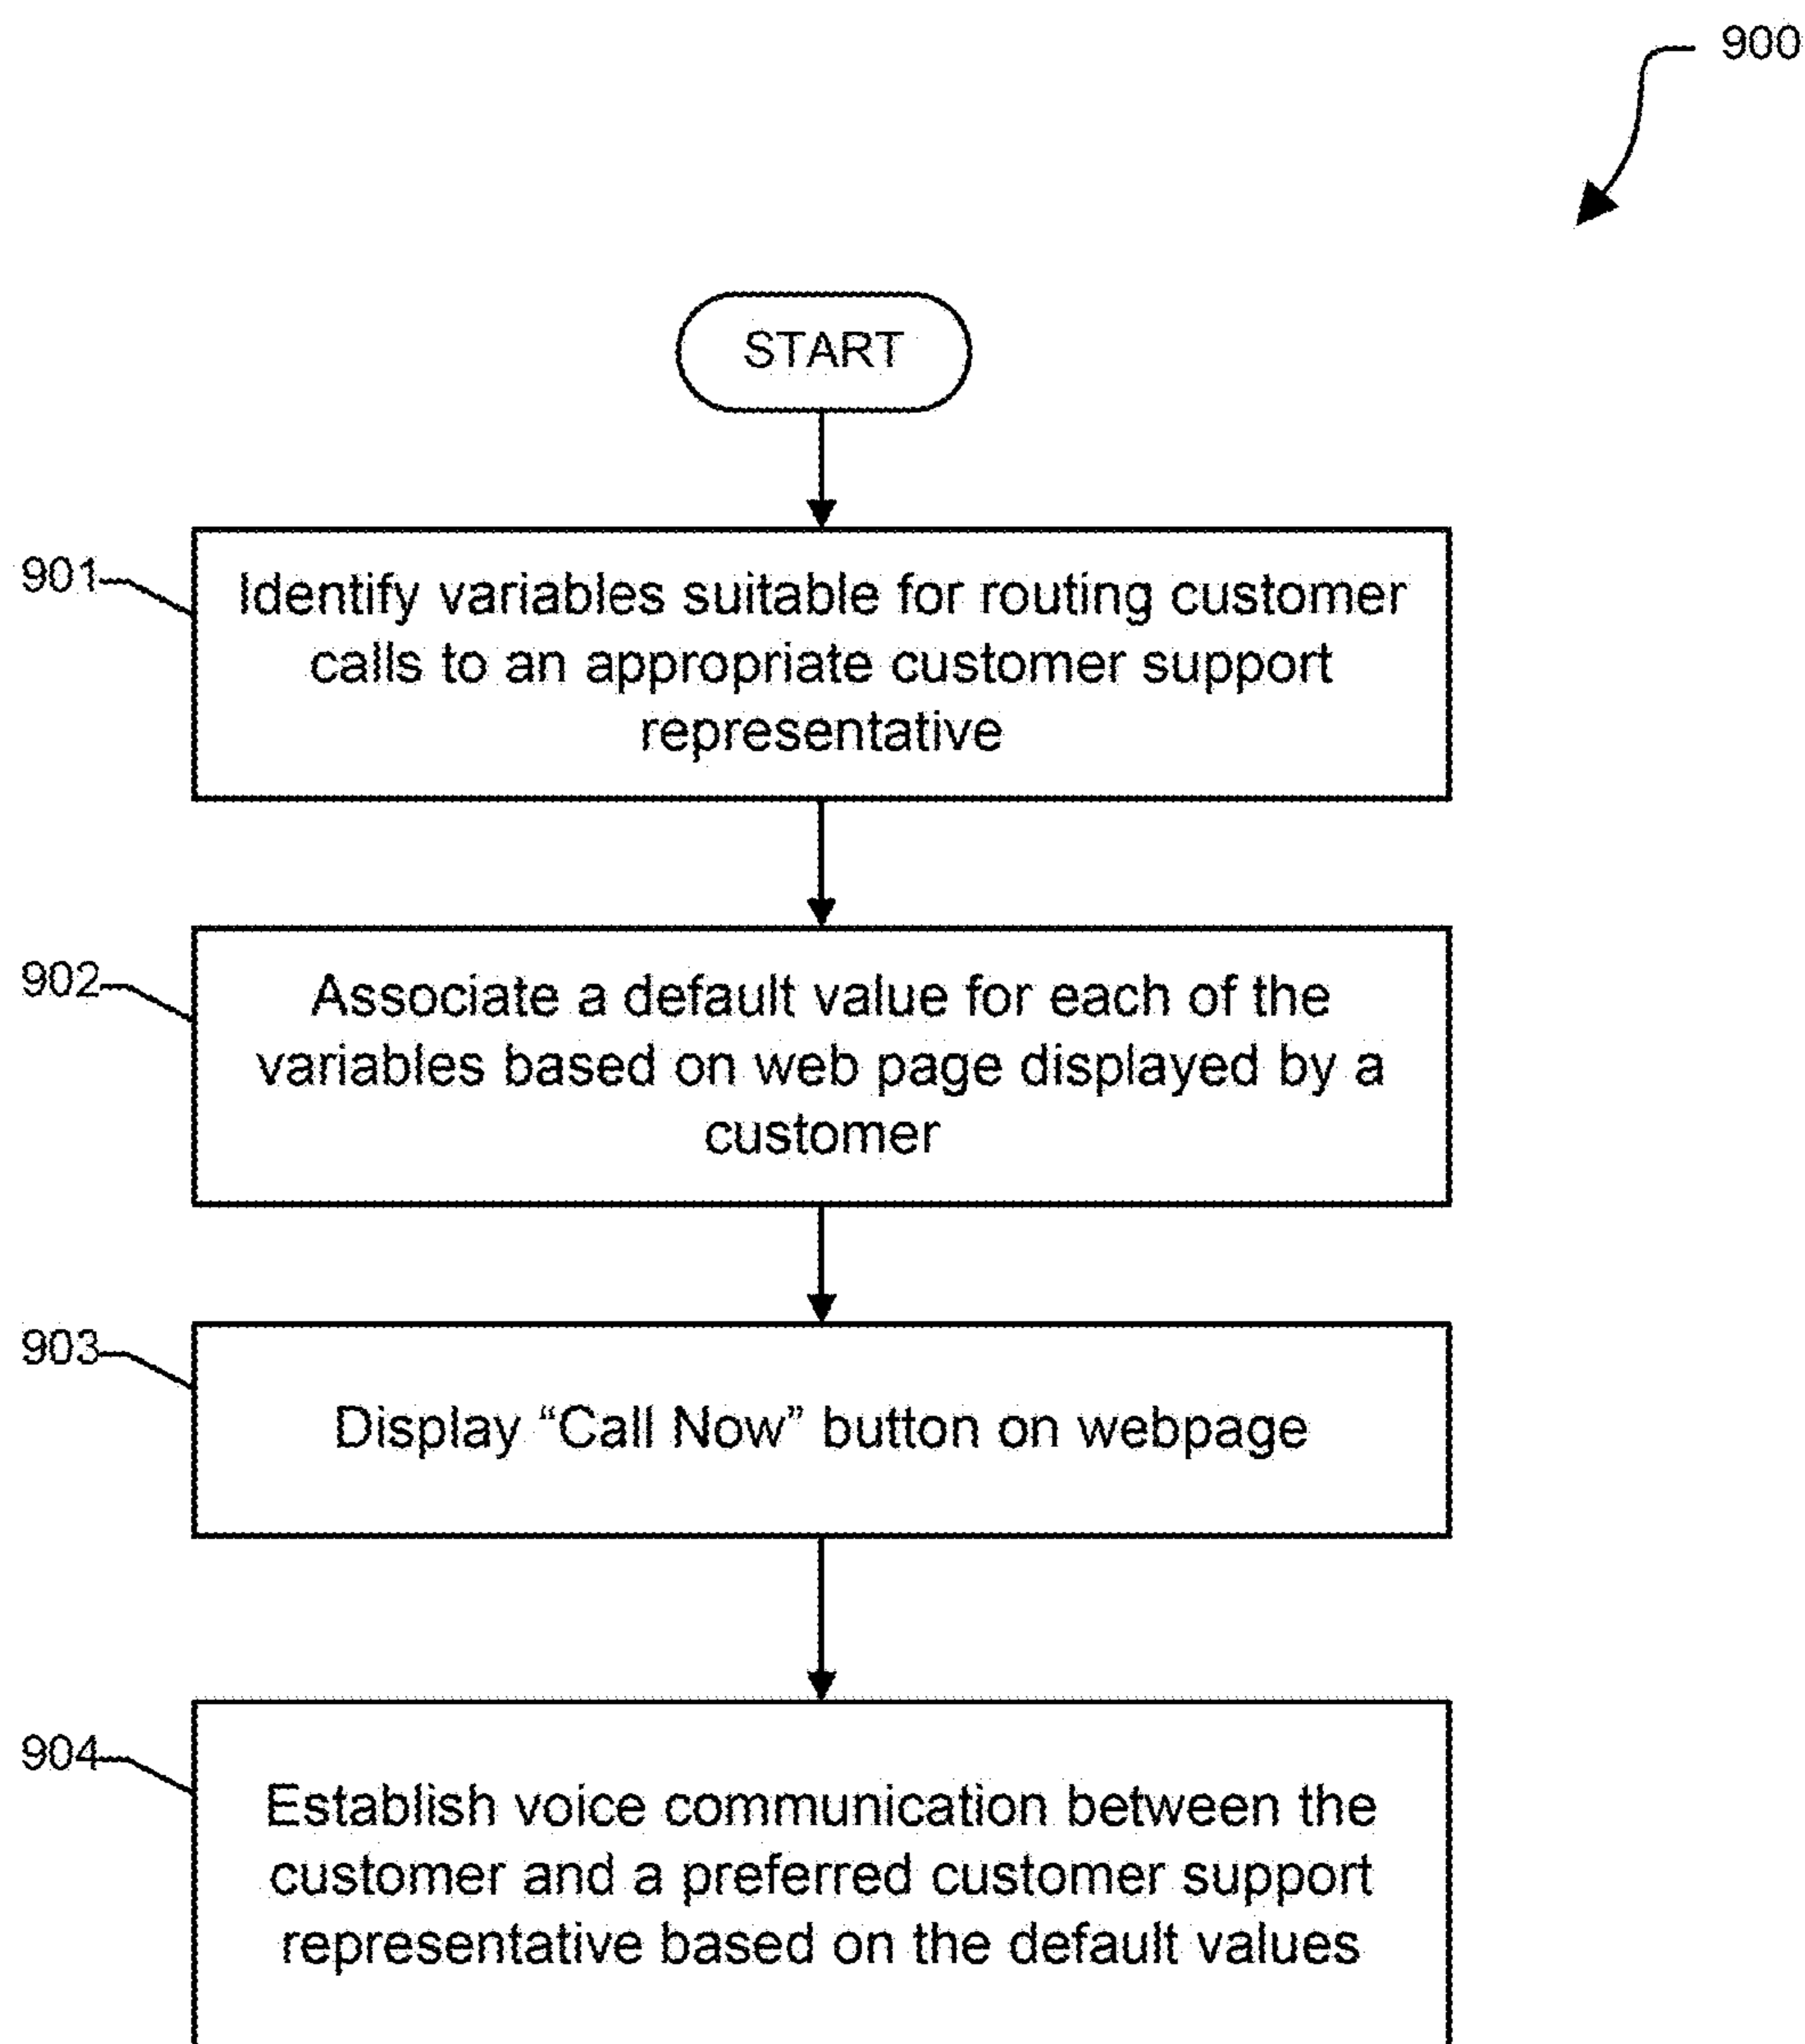 900
START
901
Identify variables suitable for routing customer
calls to an appropriate customer support
representative
902
Associate a default value for each of the
variables based on web page displayed by a
customer
903
Display “Call Now” button on webpage
904
Establish voice communication between the
customer and a preferred customer support
representative based on the default values